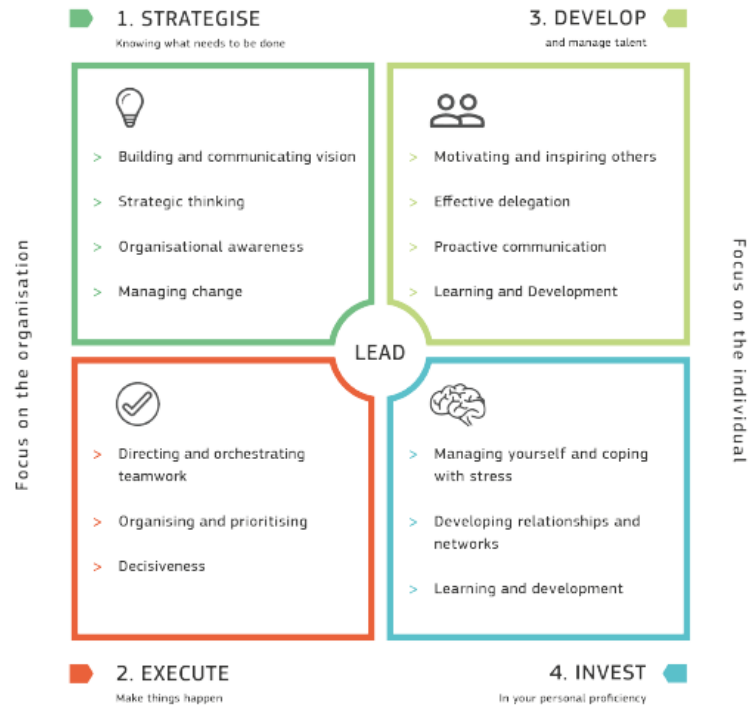 1. STRATEGISE
Knowing what needs to be done
3. DEVELOP
and manage talent
Focus on the organisation
> Building and communicating vision
> Strategic thinking
> Organisational awareness
> Managing change
> Motivating and inspiring others
> Effective delegation
> Proactive communication
> Learning and Development
Focus on the individual
LEAD
> Directing and orchestrating
teamwork
> Organising and prioritising
> Decisiveness
> Managing yourself and coping
with stress
> Developing relationships and
networks
> Learning and development
2. EXECUTE
Make things happen
4. INVEST
In your personal proficiency